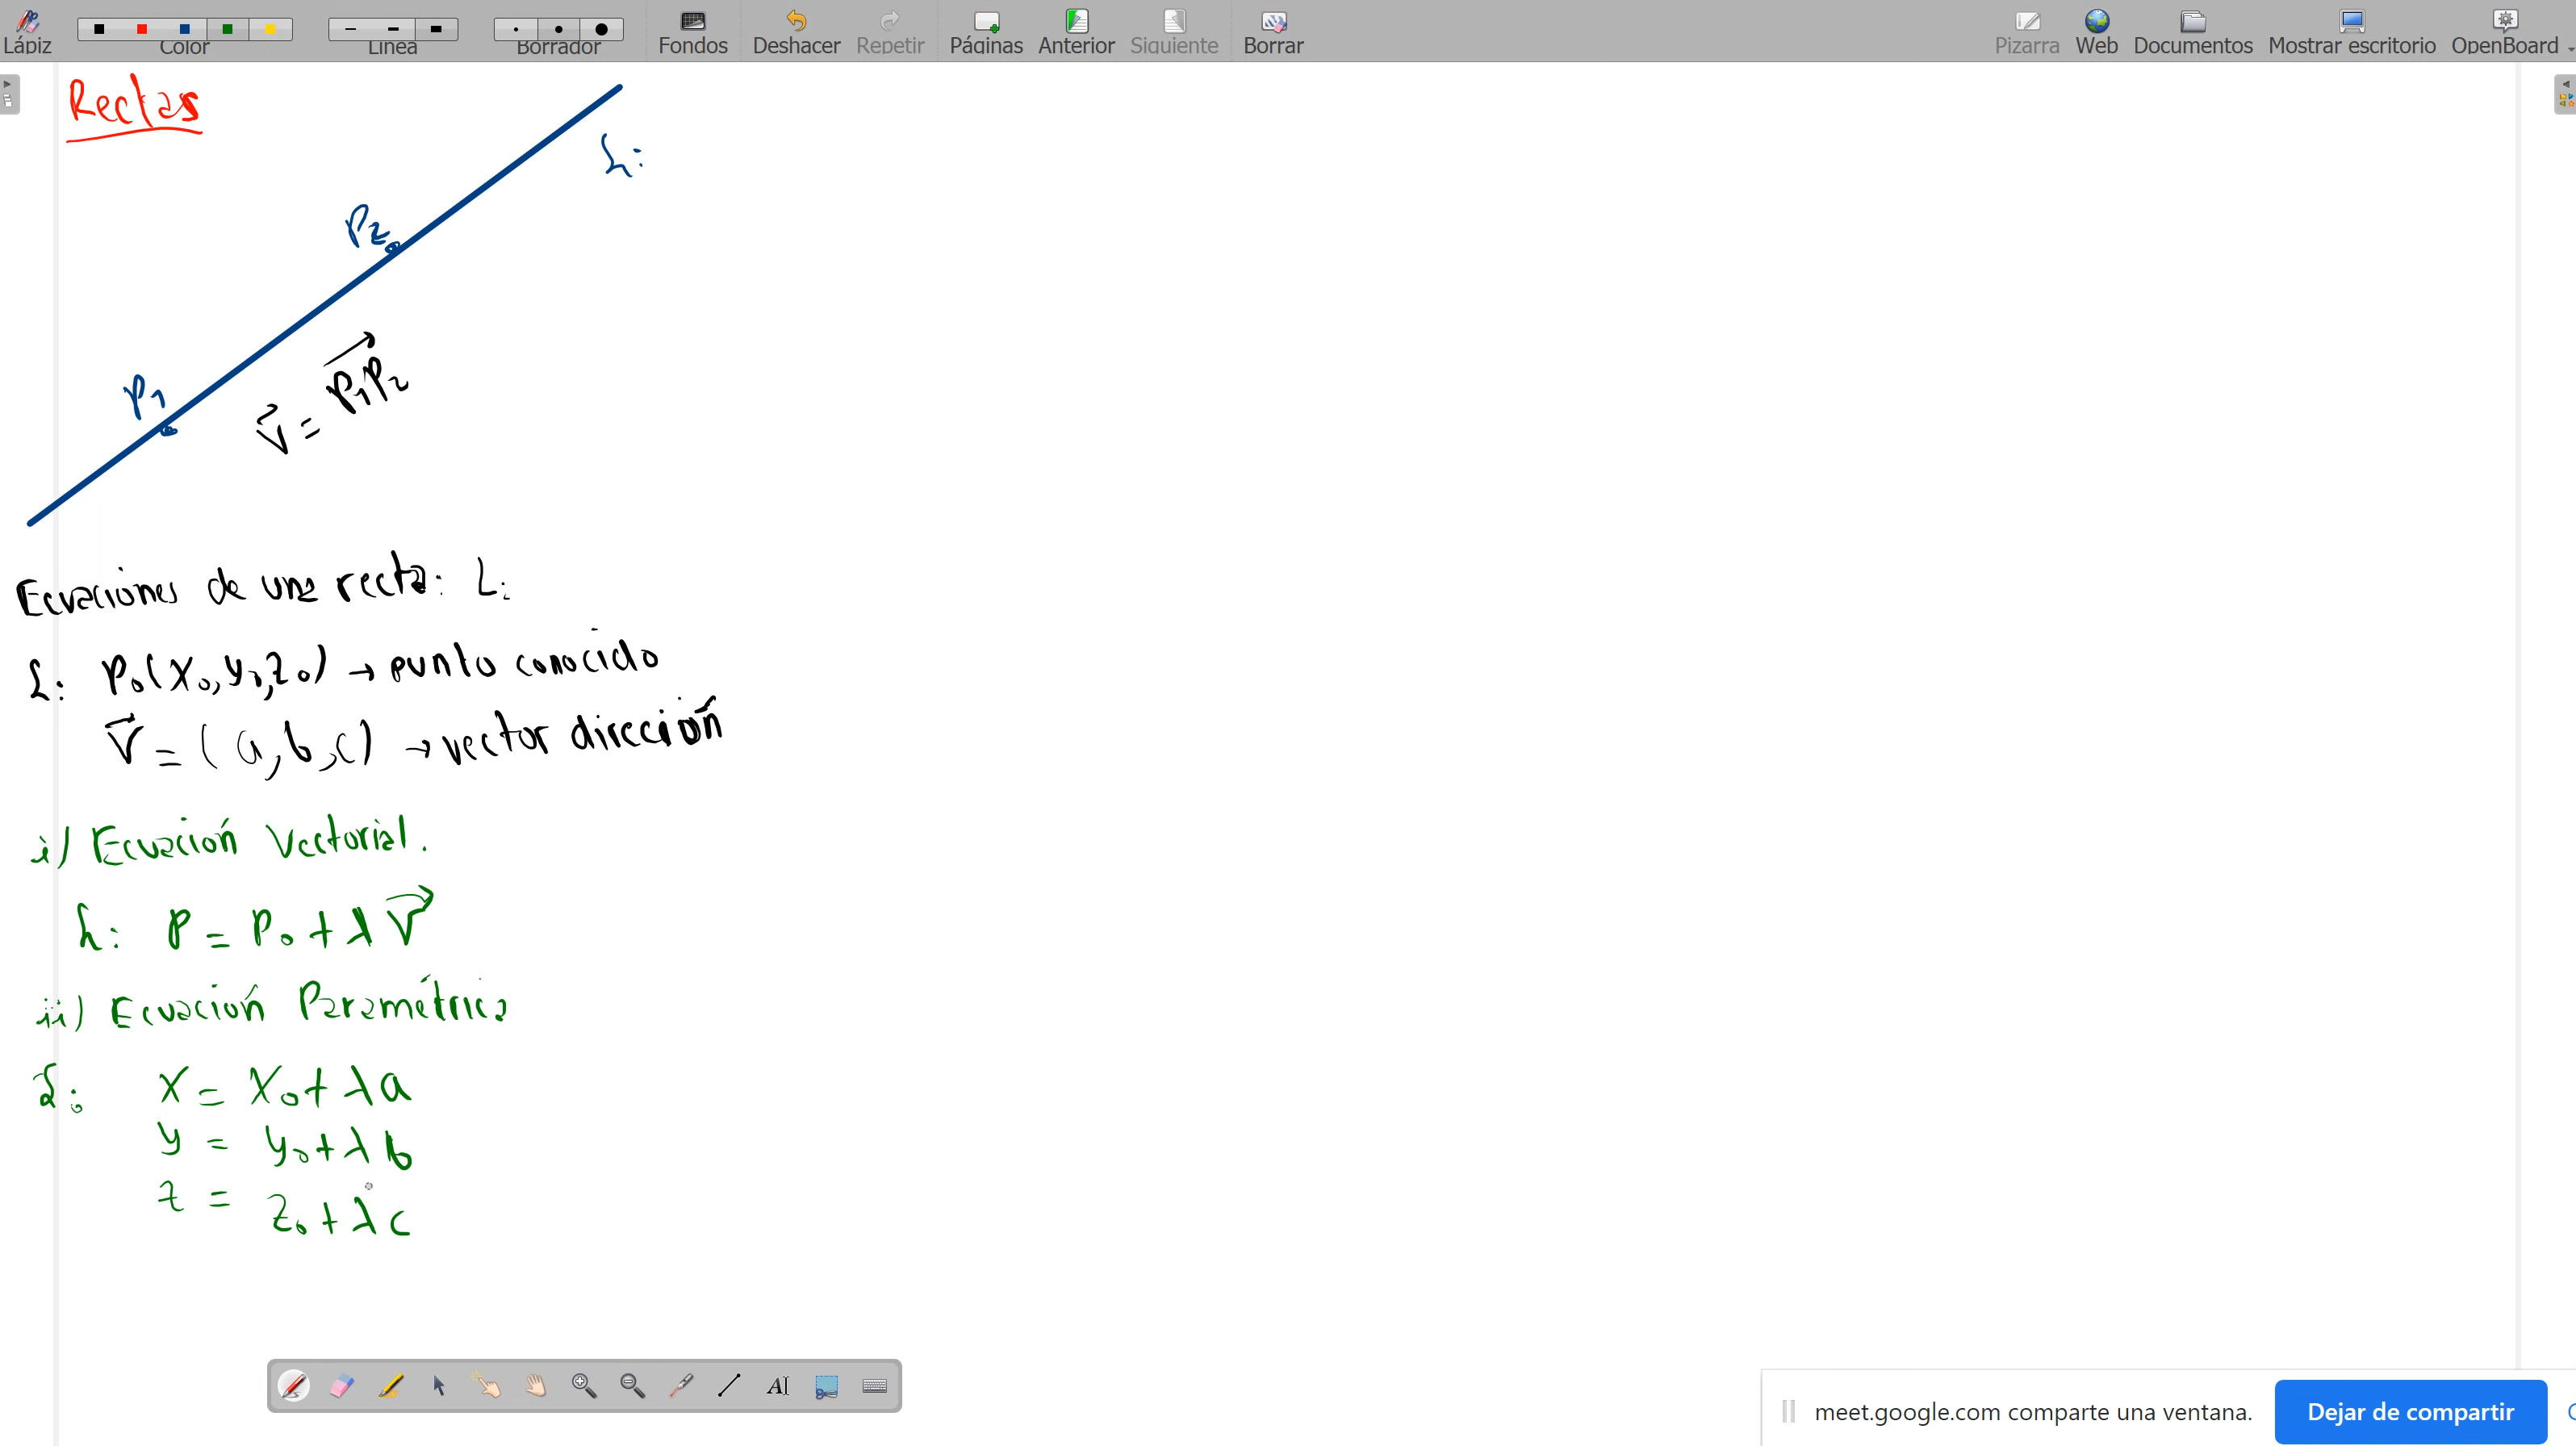 Lápiz Color Línea Borrador Fondos Deshacer Repetir Páginas Anterior Siguiente Borrar Pizarra Web Documentos Mostrar escritorio OpenBoard
Rectas
L:
P2
P1
V⃗ = P1P2
Ecuaciones de una recta: L:
L: P0(x0, y0, z0) → punto conocido
V⃗ = (a, b, c) → vector dirección
i) Ecuación Vectorial.
L: P = P0 + λV⃗
ii) Ecuación Paramétrica
L: x = x0 + λa
y = y0 + λb
z = z0 + λc
meet.google.com comparte una ventana. Dejar de compartir